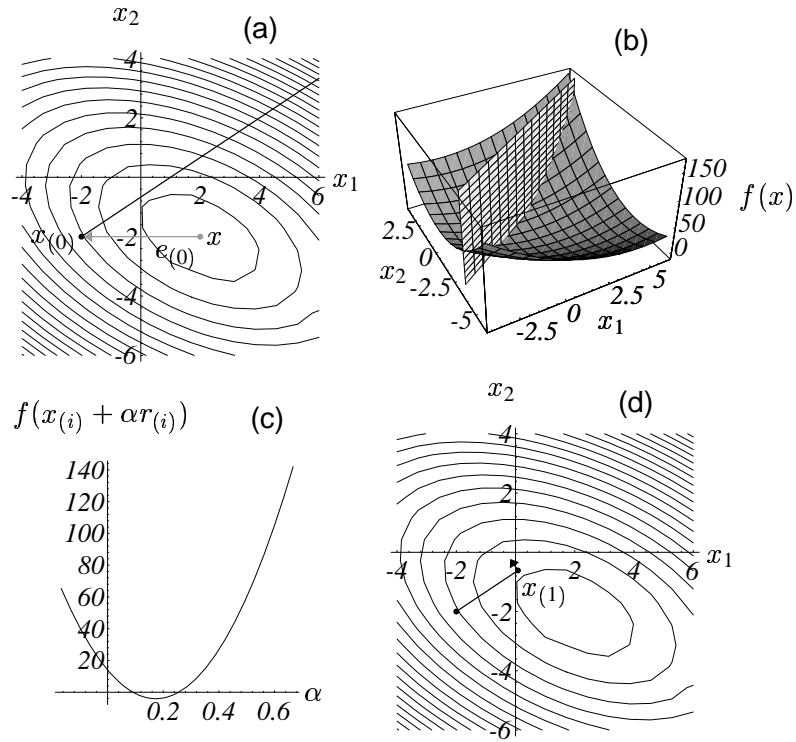 (a)
x₂
4
2
-4 -2 2 4 6 x₁
x₍₀₎ -2 e₍₀₎ x
-4
-6
(b)
150
100
50
0
f(x)
2.5
0
-2.5
-5
x₂
-2.5 0 2.5 5
x₁
(c)
f(x₍ᵢ₎ + αr₍ᵢ₎)
140
120
100
80
60
40
20
0.2 0.4 0.6 α
(d)
x₂
4
2
-4 -2 2 4 6 x₁
x₍₁₎
-2
-4
-6